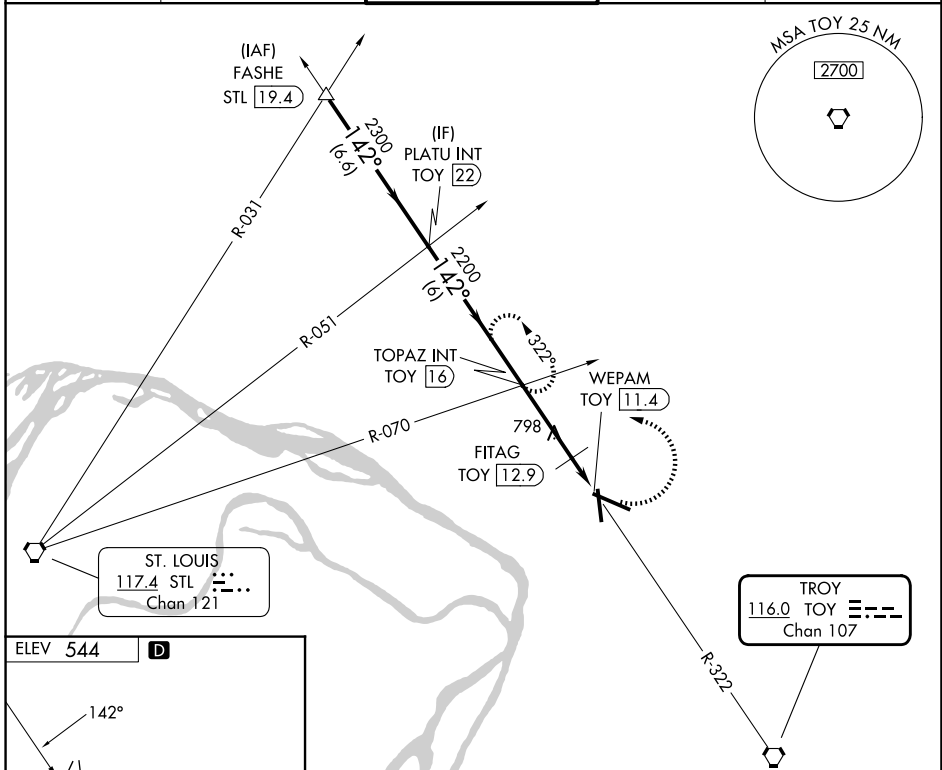 MSA TOY 25 NM
2700
(IAF)
FASHE
STL 19.4
2300
142°
(6.6)
(IF)
PLATU INT
TOY 22
R-031
2200
142°
(6)
R-051
322°
TOPAZ INT
TOY 16
WEPAM
TOY 11.4
R-070
798
FITAG
TOY 12.9
ST. LOUIS
117.4 STL
Chan 121
TROY
116.0 TOY
Chan 107
R-322
ELEV 544 D
142°